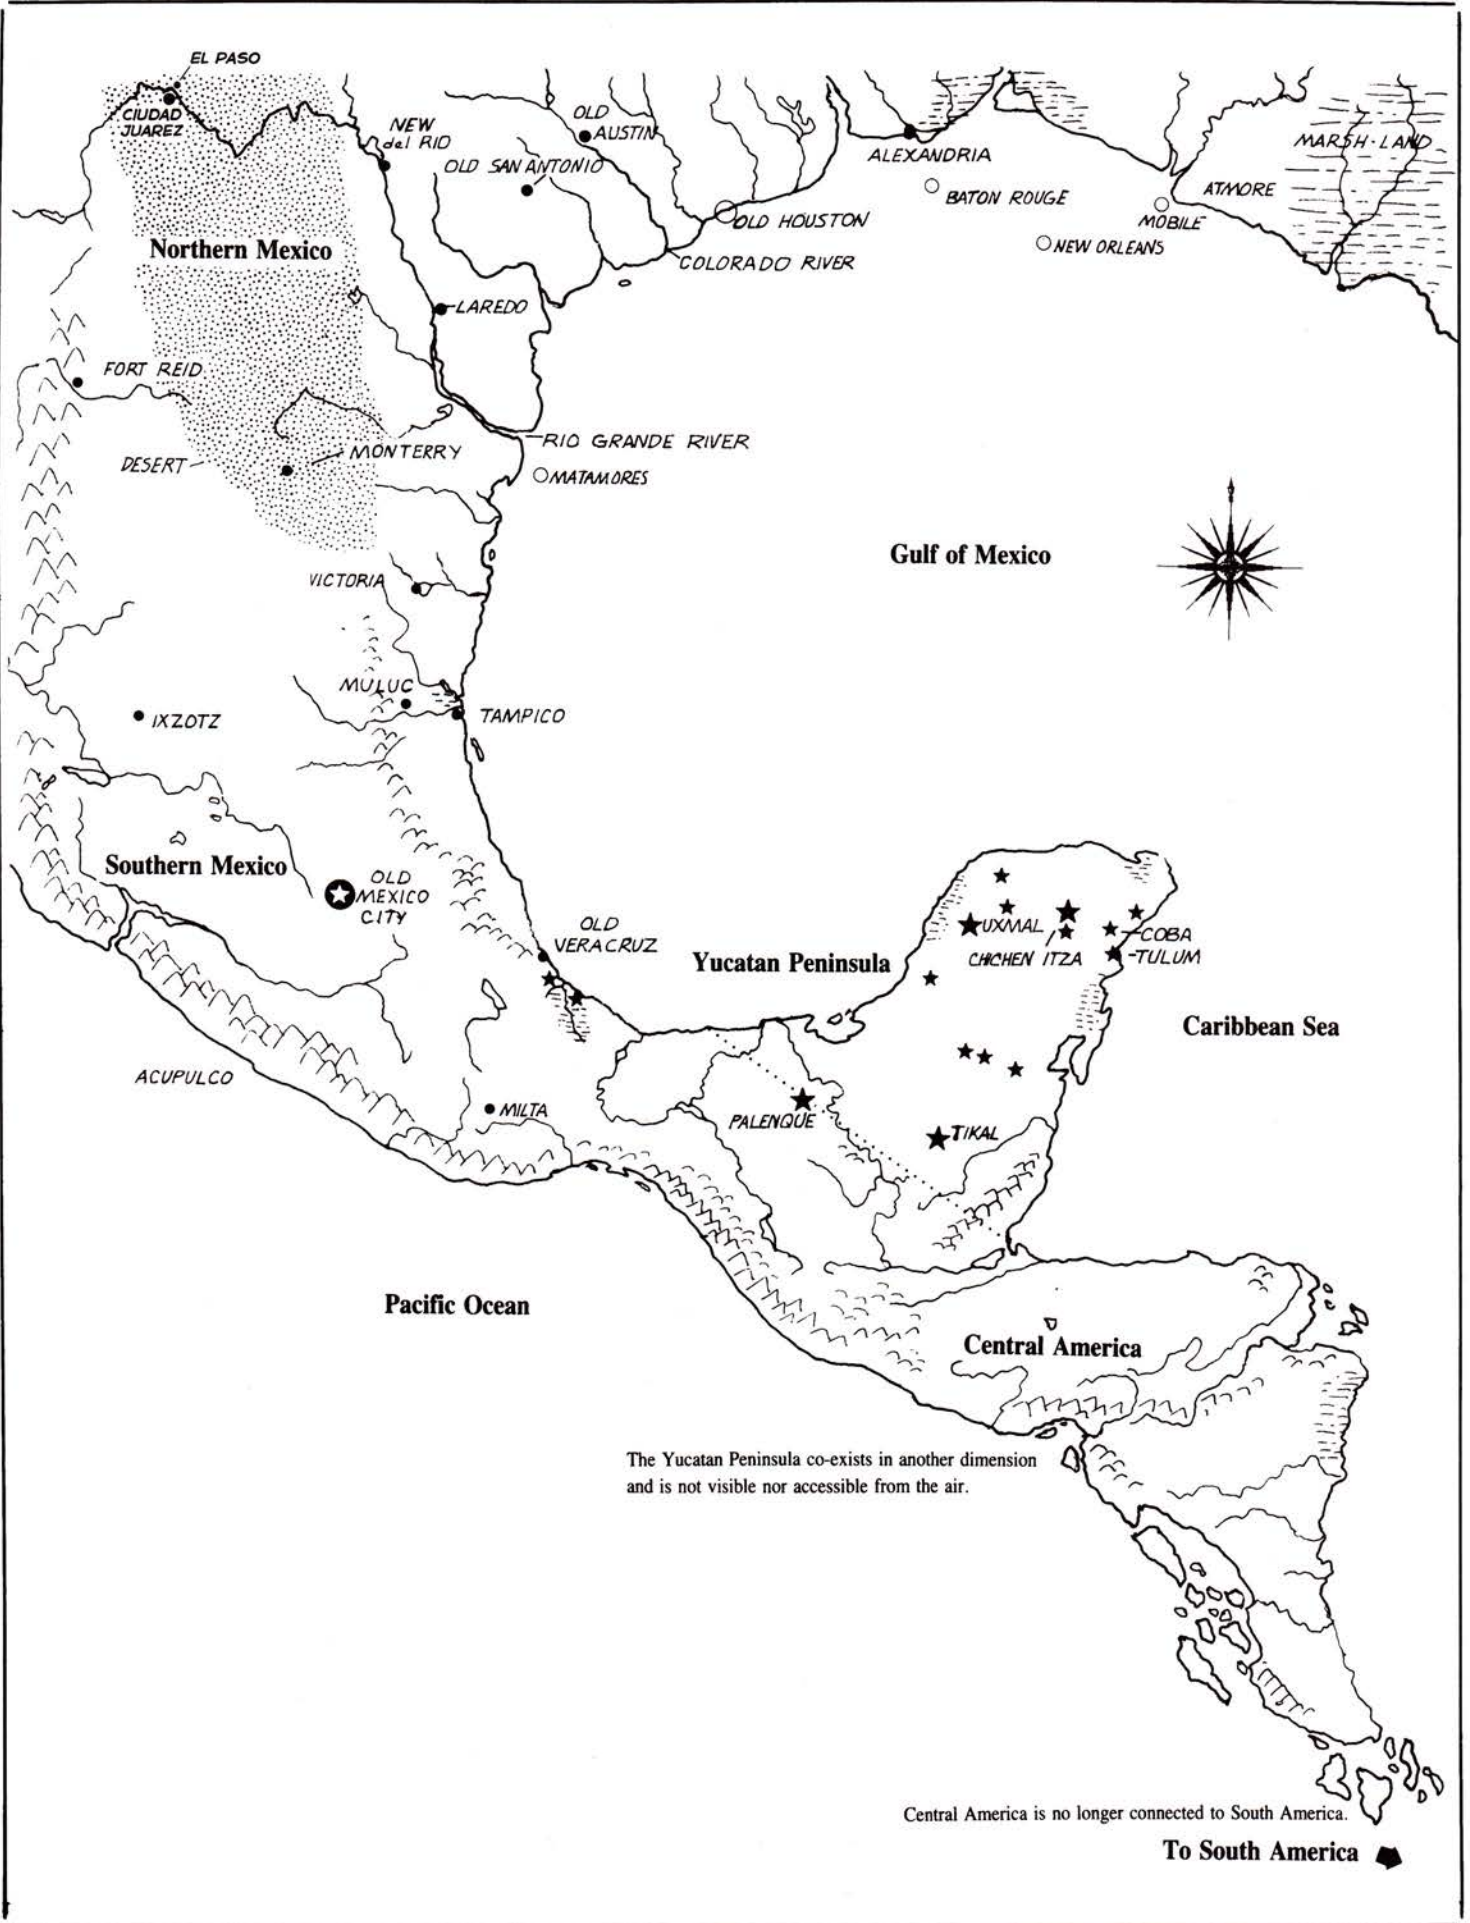 EL PASO
CIUDAD
JUAREZ
NEW
del RIO
OLD
AUSTIN
OLD SAN ANTONIO
ALEXANDRIA
MARSH-LAND
BATON ROUGE
ATMORE
MOBILE
OLD HOUSTON
NEW ORLEANS
COLORADO RIVER
Northern Mexico
LAREDO
FORT REID
RIO GRANDE RIVER
MONTERRY
DESERT
MATAMORES
Gulf of Mexico
VICTORIA
MULUC
TAMPICO
IXZOTZ
Southern Mexico
OLD
MEXICO
CITY
OLD
VERACRUZ
Yucatan Peninsula
UXMAL
CHICHEN ITZA
COBA
TULUM
Caribbean Sea
ACUPULCO
MILTA
PALENQUE
TIKAL
Pacific Ocean
Central America
The Yucatan Peninsula co-exists in another dimension
and is not visible nor accessible from the air.
Central America is no longer connected to South America.
To South America